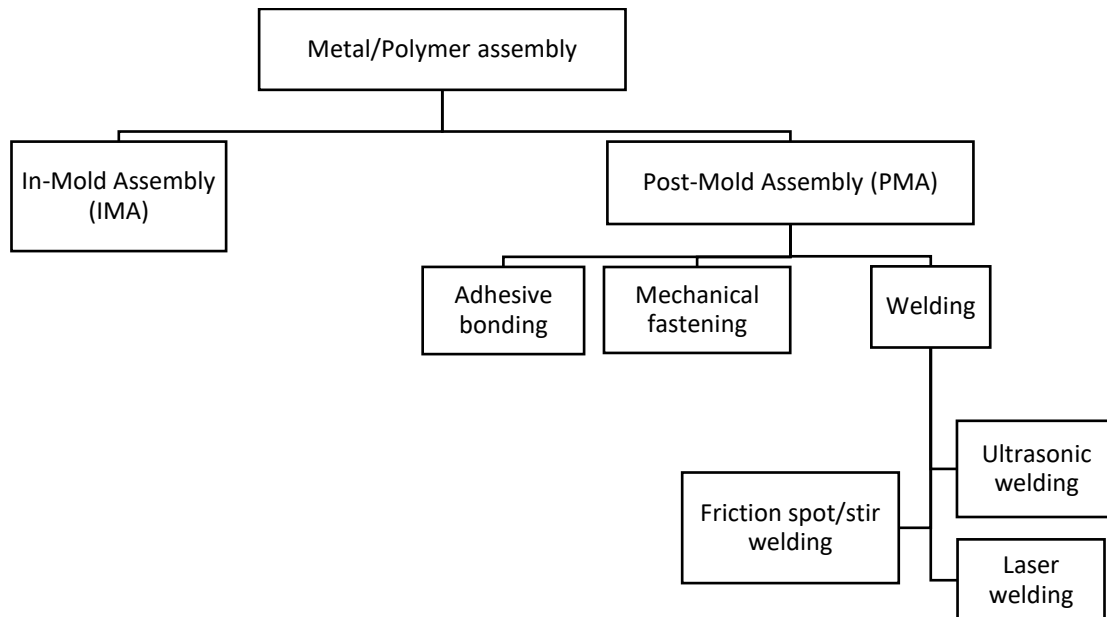 Metal/Polymer assembly
In-Mold Assembly
(IMA)
Post-Mold Assembly (PMA)
Adhesive
bonding
Mechanical
fastening
Welding
Ultrasonic
welding
Friction spot/stir
welding
Laser
welding